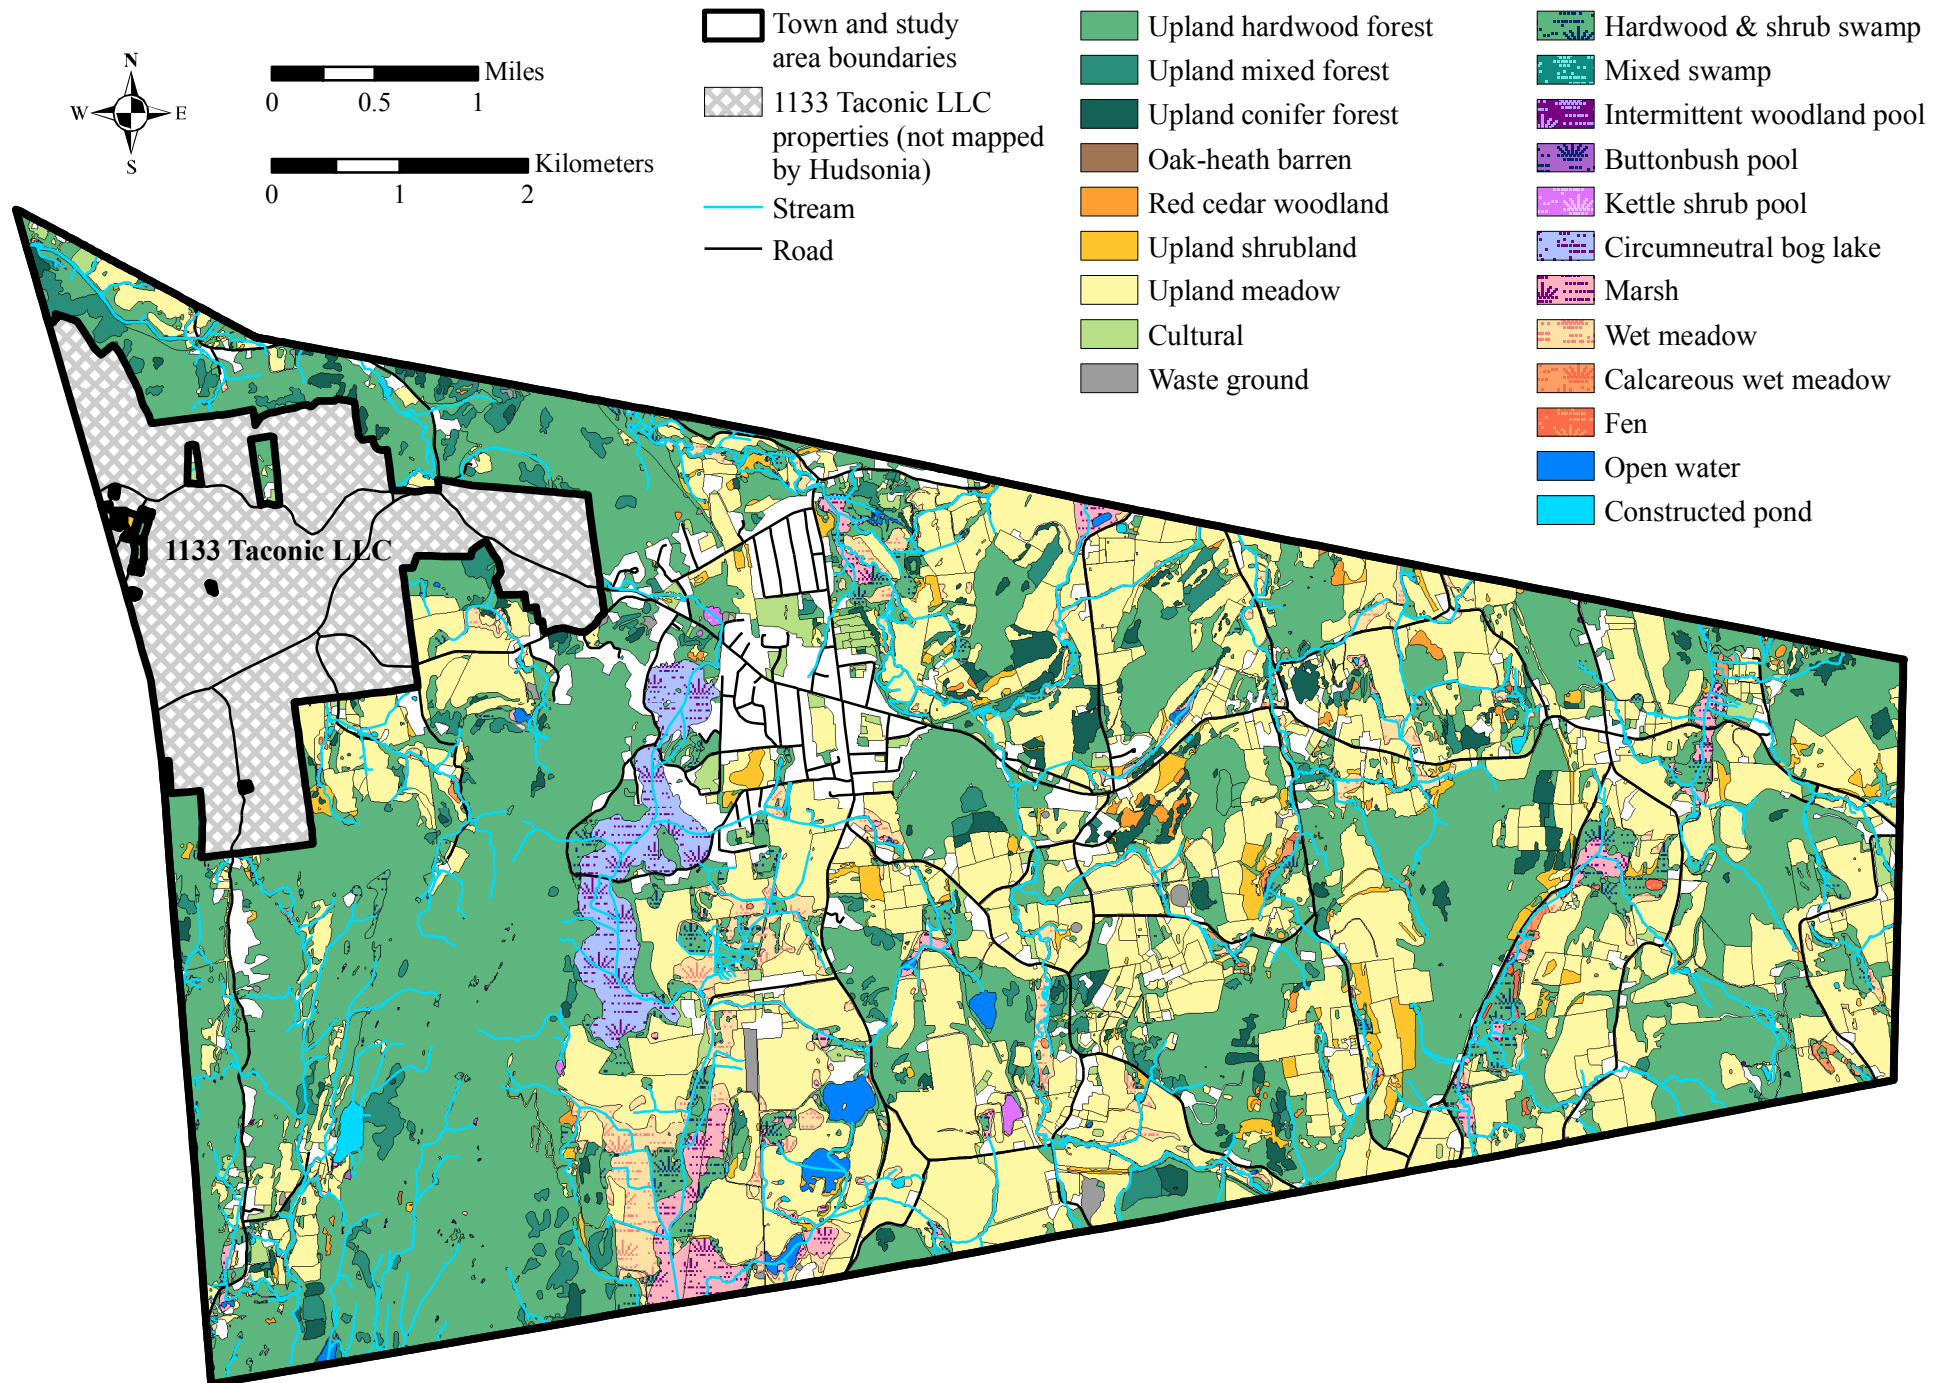 N
W
E
S
Miles
0
0.5
1
Kilometers
0
1
2
Town and study
area boundaries
1133 Taconic LLC
properties (not mapped
by Hudsonia)
Stream
Road
Upland hardwood forest
Upland mixed forest
Upland conifer forest
Oak-heath barren
Red cedar woodland
Upland shrubland
Upland meadow
Cultural
Waste ground
Hardwood & shrub swamp
Mixed swamp
Intermittent woodland pool
Buttonbush pool
Kettle shrub pool
Circumneutral bog lake
Marsh
Wet meadow
Calcareous wet meadow
Fen
Open water
Constructed pond
1133 Taconic LLC